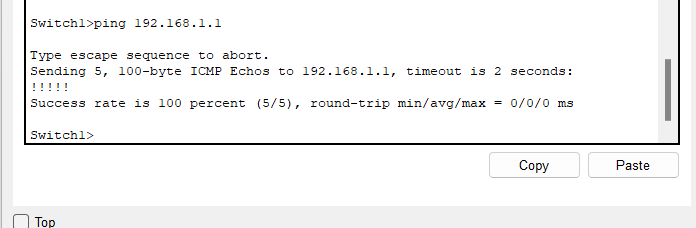 Switch1>ping 192.168.1.1
Type escape sequence to abort.
Sending 5, 100-byte ICMP Echos to 192.168.1.1, timeout is 2 seconds:
!!!!!
Success rate is 100 percent (5/5), round-trip min/avg/max = 0/0/0 ms
Switch1>
Copy Paste
Top